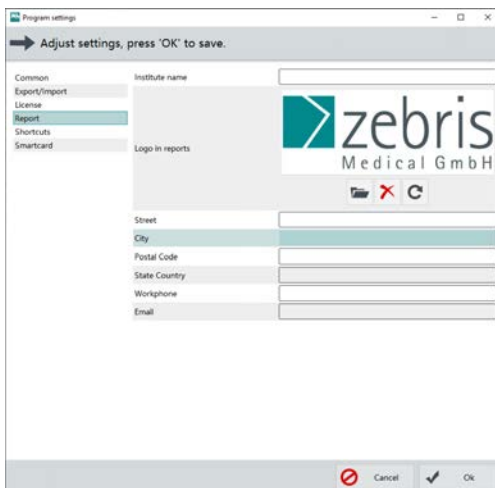 Program settings
Adjust settings, press 'OK' to save.
Common
Export/Import
License
Report
Shortcuts
Smartcard
Institute name
Logo in reports
zebris
Medical GmbH
Street
City
Postal Code
State Country
Workphone
Email
Cancel
Ok